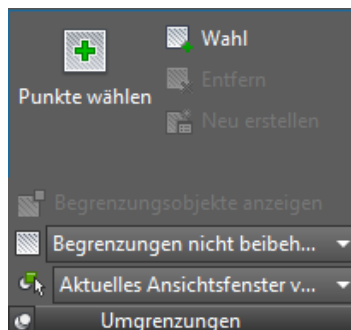 Punkte wählen
Wahl
Entfern
Neu erstellen
Begrenzungsobjekte anzeigen
Begrenzungen nicht beibeh...
Aktuelles Ansichtsfenster v...
Umgrenzungen